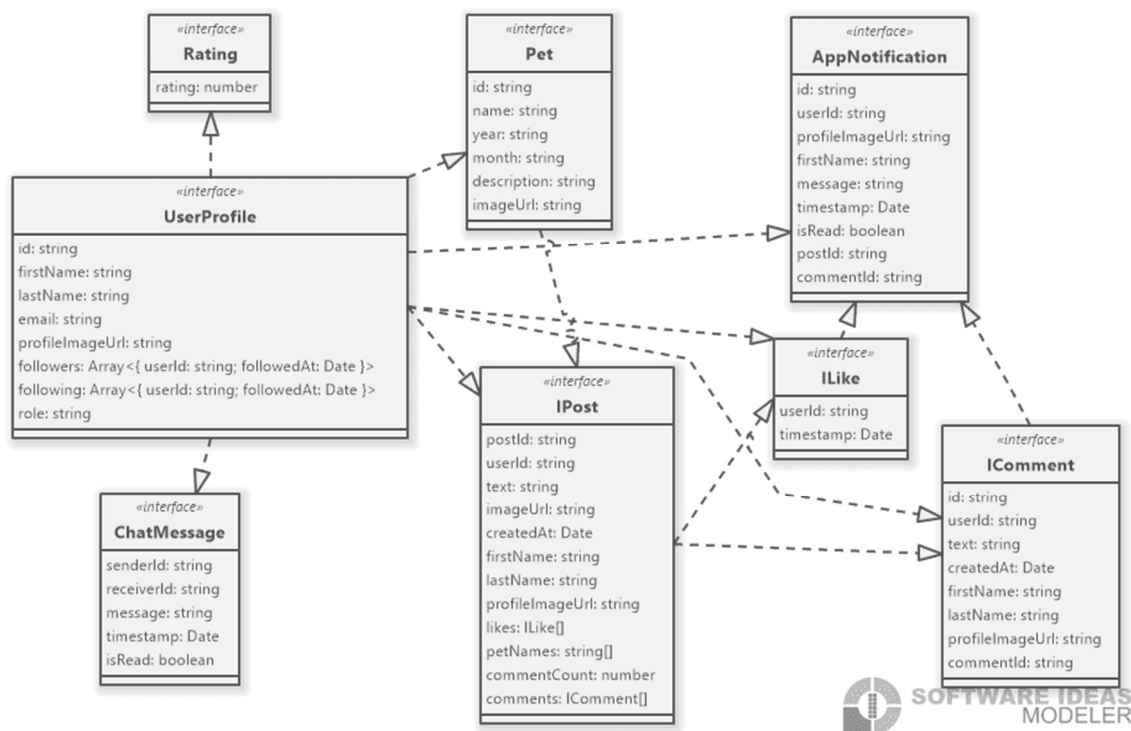 «interface»
Rating
rating: number
«interface»
Pet
id: string
name: string
year: string
month: string
description: string
imageUrl: string
«interface»
AppNotification
id: string
userId: string
profileImageUrl: string
firstName: string
message: string
timestamp: Date
isRead: boolean
postId: string
commentId: string
«interface»
UserProfile
id: string
firstName: string
lastName: string
email: string
profileImageUrl: string
followers: Array<{ userId: string; followedAt: Date }>
following: Array<{ userId: string; followedAt: Date }>
role: string
«interface»
ILike
userId: string
timestamp: Date
«interface»
IPost
postId: string
userId: string
text: string
imageUrl: string
createdAt: Date
firstName: string
lastName: string
profileImageUrl: string
likes: ILike[]
petNames: string[]
commentCount: number
comments: IComment[]
«interface»
IComment
id: string
userId: string
text: string
createdAt: Date
firstName: string
lastName: string
profileImageUrl: string
commentId: string
«interface»
ChatMessage
senderId: string
receiverId: string
message: string
timestamp: Date
isRead: boolean
SOFTWARE IDEAS
MODELER